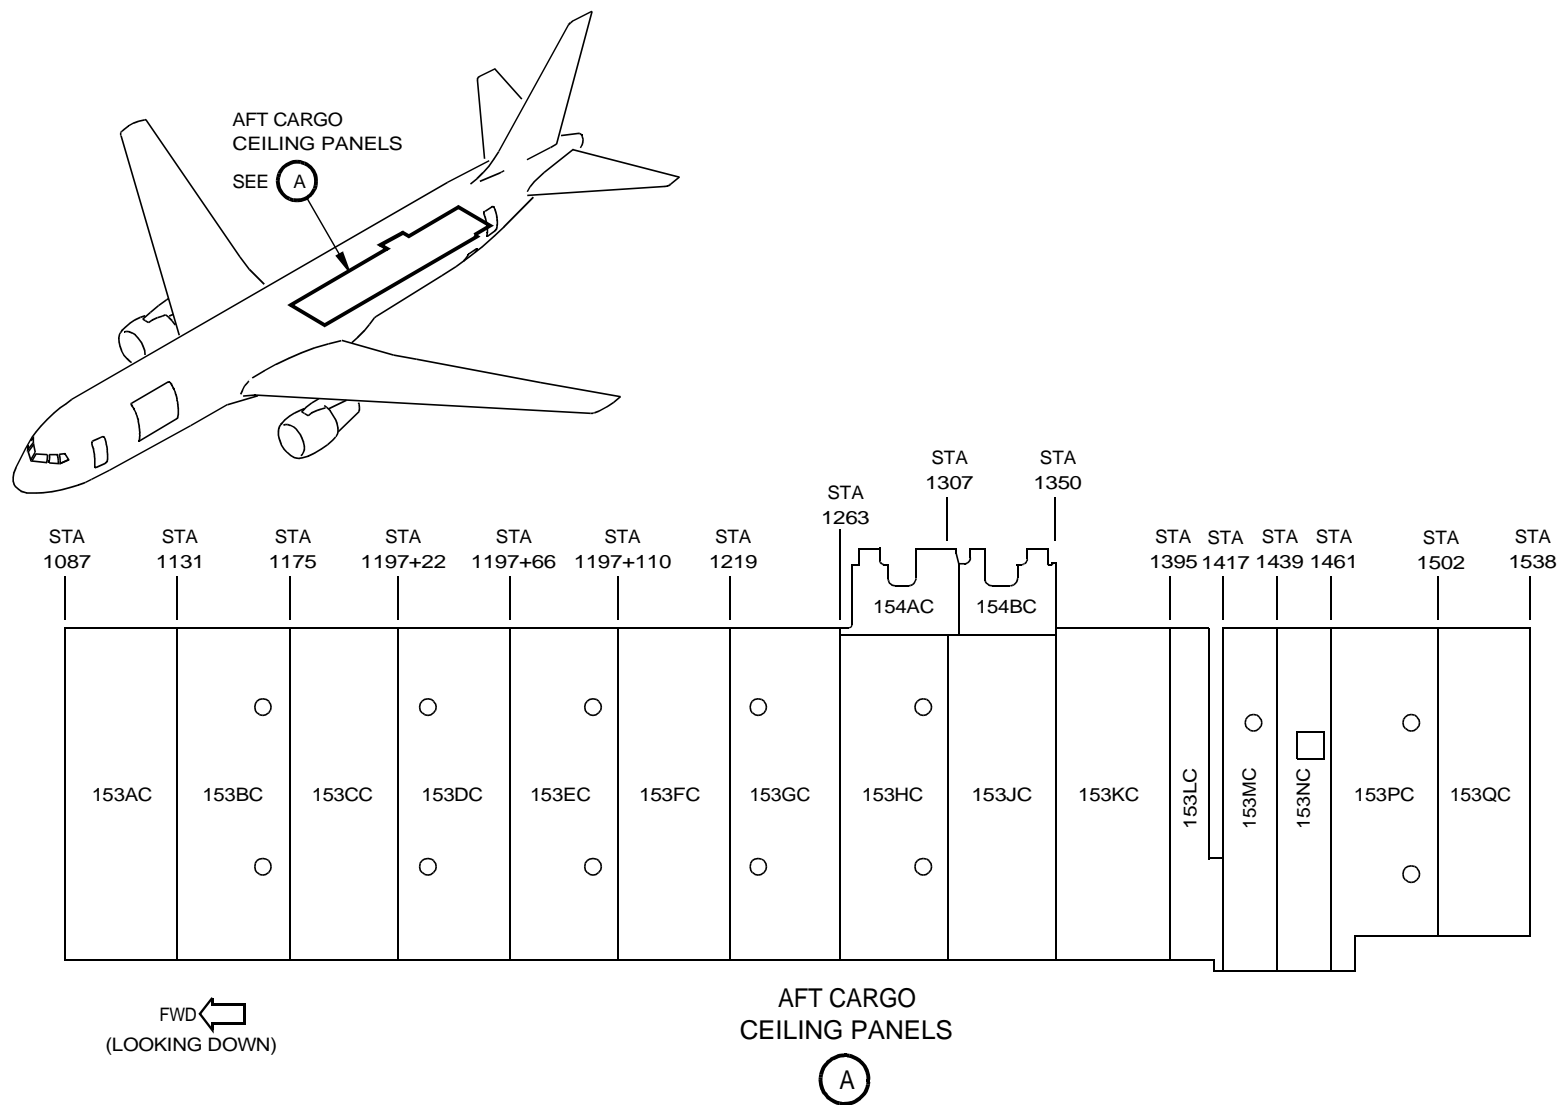 AFT CARGO
CEILING PANELS
SEE A
STA
1087
STA
1131
STA
1175
STA
1197+22
STA
1197+66
STA
1197+110
STA
1219
STA
1263
STA
1307
STA
1350
STA
1395
STA
1417
STA
1439
STA
1461
STA
1502
STA
1538
154AC
154BC
153AC
153BC
153CC
153DC
153EC
153FC
153GC
153HC
153JC
153KC
153LC
153MC
153NC
153PC
153QC
FWD
(LOOKING DOWN)
AFT CARGO
CEILING PANELS
A